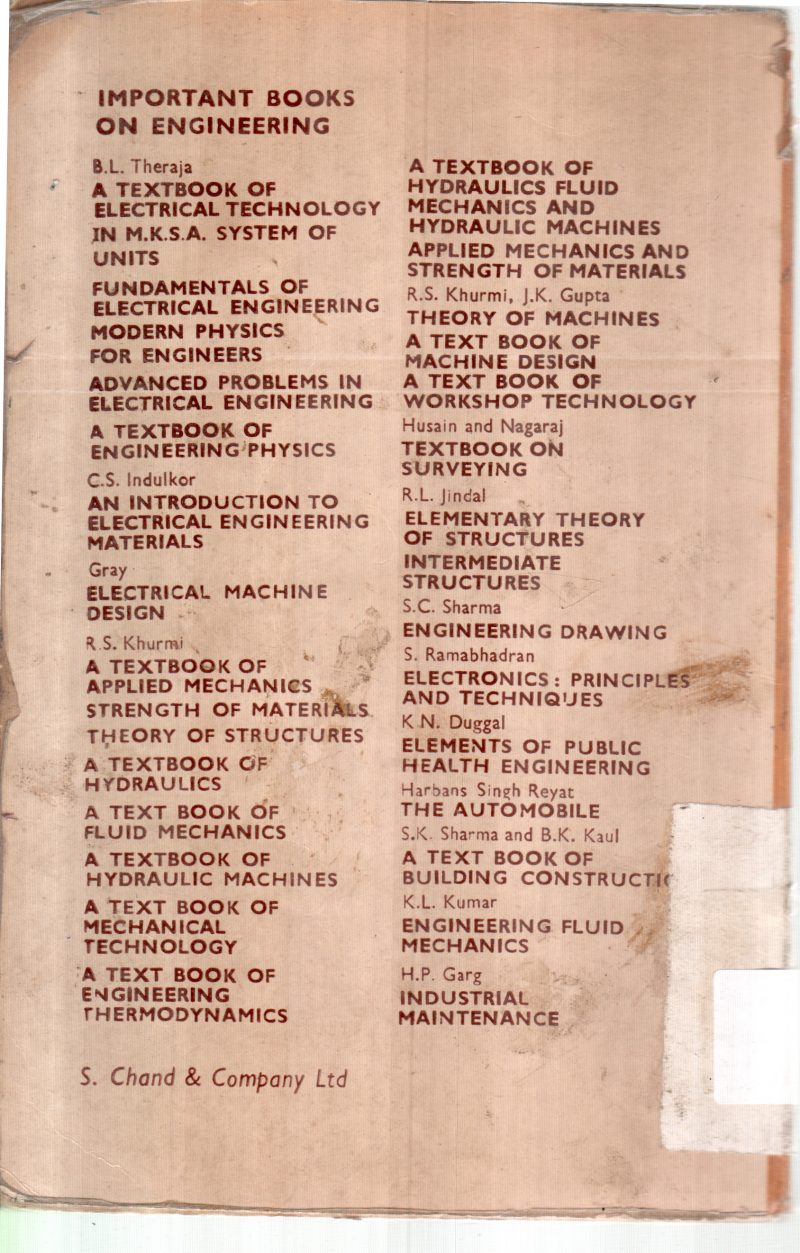 IMPORTANT BOOKS
ON ENGINEERING
B.L. Theraja
A TEXTBOOK OF
ELECTRICAL TECHNOLOGY
IN M.K.S.A. SYSTEM OF
UNITS
FUNDAMENTALS OF
ELECTRICAL ENGINEERING
MODERN PHYSICS
FOR ENGINEERS
ADVANCED PROBLEMS IN
ELECTRICAL ENGINEERING
A TEXTBOOK OF
ENGINEERING PHYSICS
C.S. Indulkor
AN INTRODUCTION TO
ELECTRICAL ENGINEERING
MATERIALS
Gray
ELECTRICAL MACHINE
DESIGN
R.S. Khurmi
A TEXTBOOK OF
APPLIED MECHANICS
STRENGTH OF MATERIALS
THEORY OF STRUCTURES
A TEXTBOOK OF
HYDRAULICS
A TEXT BOOK OF
FLUID MECHANICS
A TEXTBOOK OF
HYDRAULIC MACHINES
A TEXT BOOK OF
MECHANICAL
TECHNOLOGY
A TEXT BOOK OF
ENGINEERING
THERMODYNAMICS
A TEXTBOOK OF
HYDRAULICS FLUID
MECHANICS AND
HYDRAULIC MACHINES
APPLIED MECHANICS AND
STRENGTH OF MATERIALS
R.S. Khurmi, J.K. Gupta
THEORY OF MACHINES
A TEXT BOOK OF
MACHINE DESIGN
A TEXT BOOK OF
WORKSHOP TECHNOLOGY
Husain and Nagaraj
TEXTBOOK ON
SURVEYING
R.L. Jindal
ELEMENTARY THEORY
OF STRUCTURES
INTERMEDIATE
STRUCTURES
S.C. Sharma
ENGINEERING DRAWING
S. Ramabhadran
ELECTRONICS : PRINCIPLES
AND TECHNIQUES
K.N. Duggal
ELEMENTS OF PUBLIC
HEALTH ENGINEERING
Harbans Singh Reyat
THE AUTOMOBILE
S.K. Sharma and B.K. Kaul
A TEXT BOOK OF
BUILDING
K.L. Kumar
ENGINEERING FLUID
MECHANICS
H.P. Garg
INDUSTRIAL
MAINTENANCE
S. Chand & Company Ltd